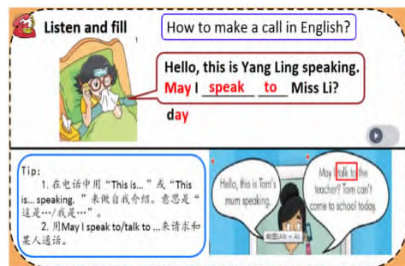 Listen and fill
How to make a call in English?
Hello, this is Yang Ling speaking.
May I speak to Miss Li?
day
Tip:
1. 在电话中用“This is...”或“This
is... speaking. ”来做自我介绍。意思是“
这是…/我是…”。
2. 用May I speak to/talk to ...来请求和
某人通话。
Hello, this is Tom's
mum speaking.
May I talk to the
teacher? Tom can't
come to school today.